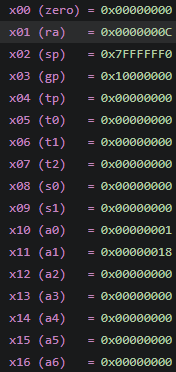 x00 (zero) = 0x00000000
x01 (ra) = 0x0000000C
x02 (sp) = 0x7FFFFFF0
x03 (gp) = 0x10000000
x04 (tp) = 0x00000000
x05 (t0) = 0x00000000
x06 (t1) = 0x00000000
x07 (t2) = 0x00000000
x08 (s0) = 0x00000000
x09 (s1) = 0x00000000
x10 (a0) = 0x00000001
x11 (a1) = 0x00000018
x12 (a2) = 0x00000000
x13 (a3) = 0x00000000
x14 (a4) = 0x00000000
x15 (a5) = 0x00000000
x16 (a6) = 0x00000000